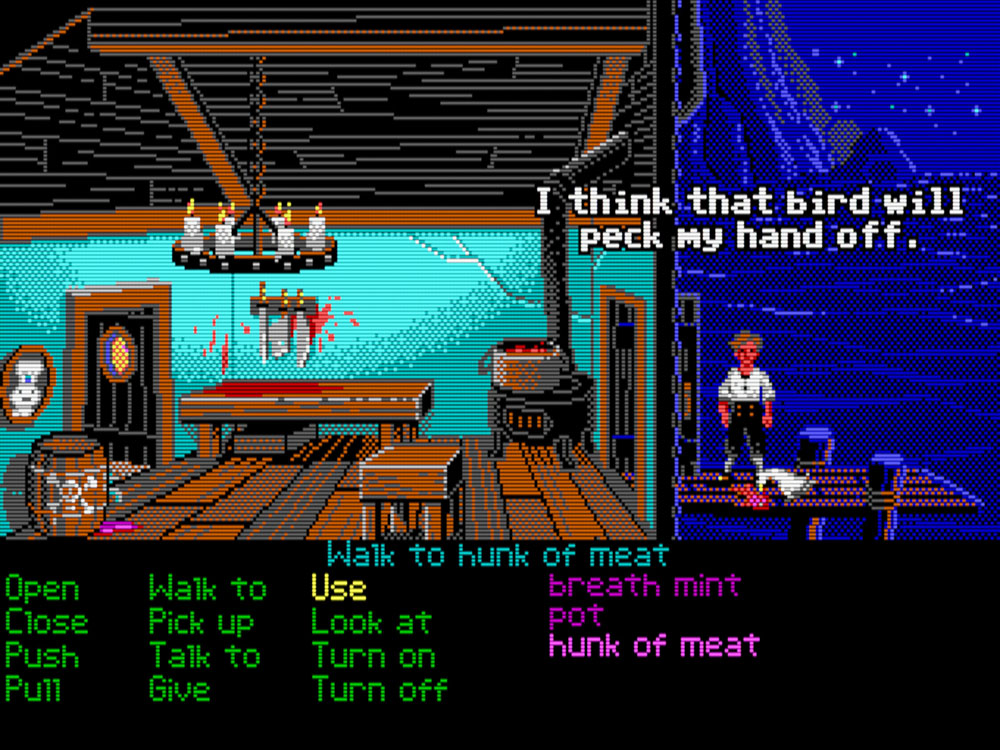 I think that bird will
peck my hand off.
Walk to hunk of meat
Open Walk to Use breath mint
Close Pick up Look at pot
Push Talk to Turn on hunk of meat
Pull Give Turn off